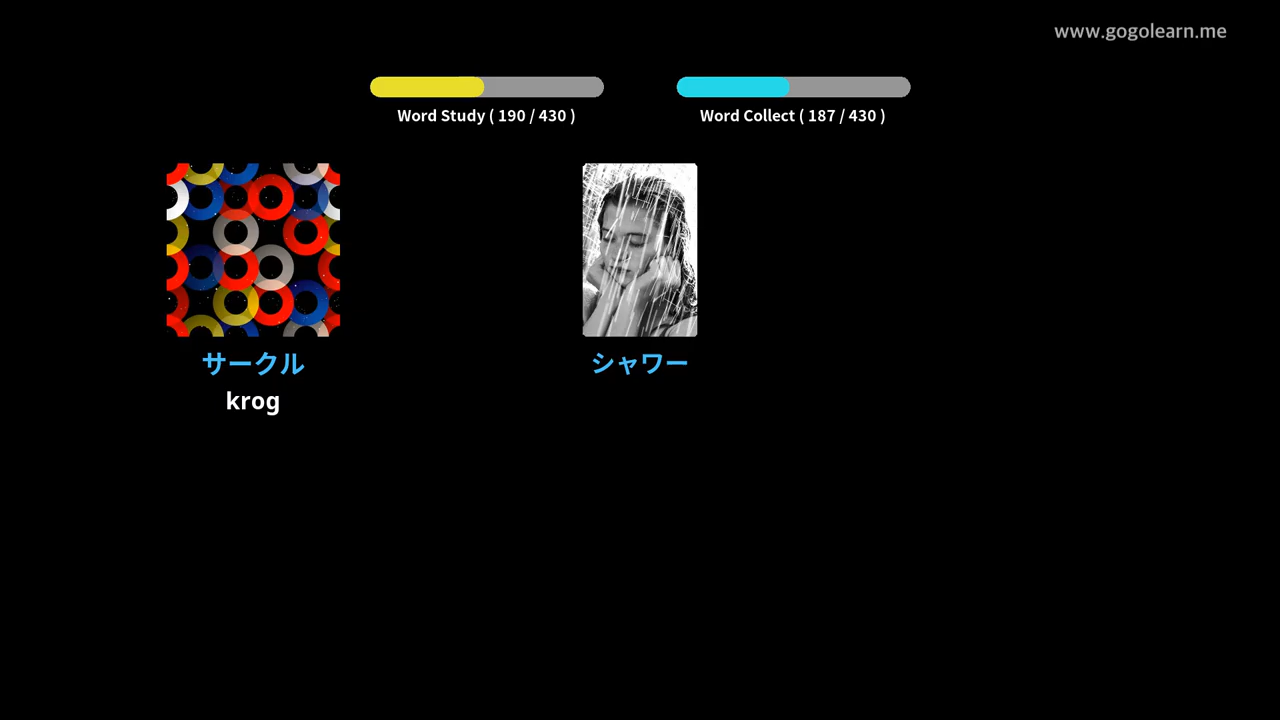 www.gogolearn.me
Word Study ( 190 / 430 )
Word Collect ( 187 / 430 )
サークル
krog
シャワー